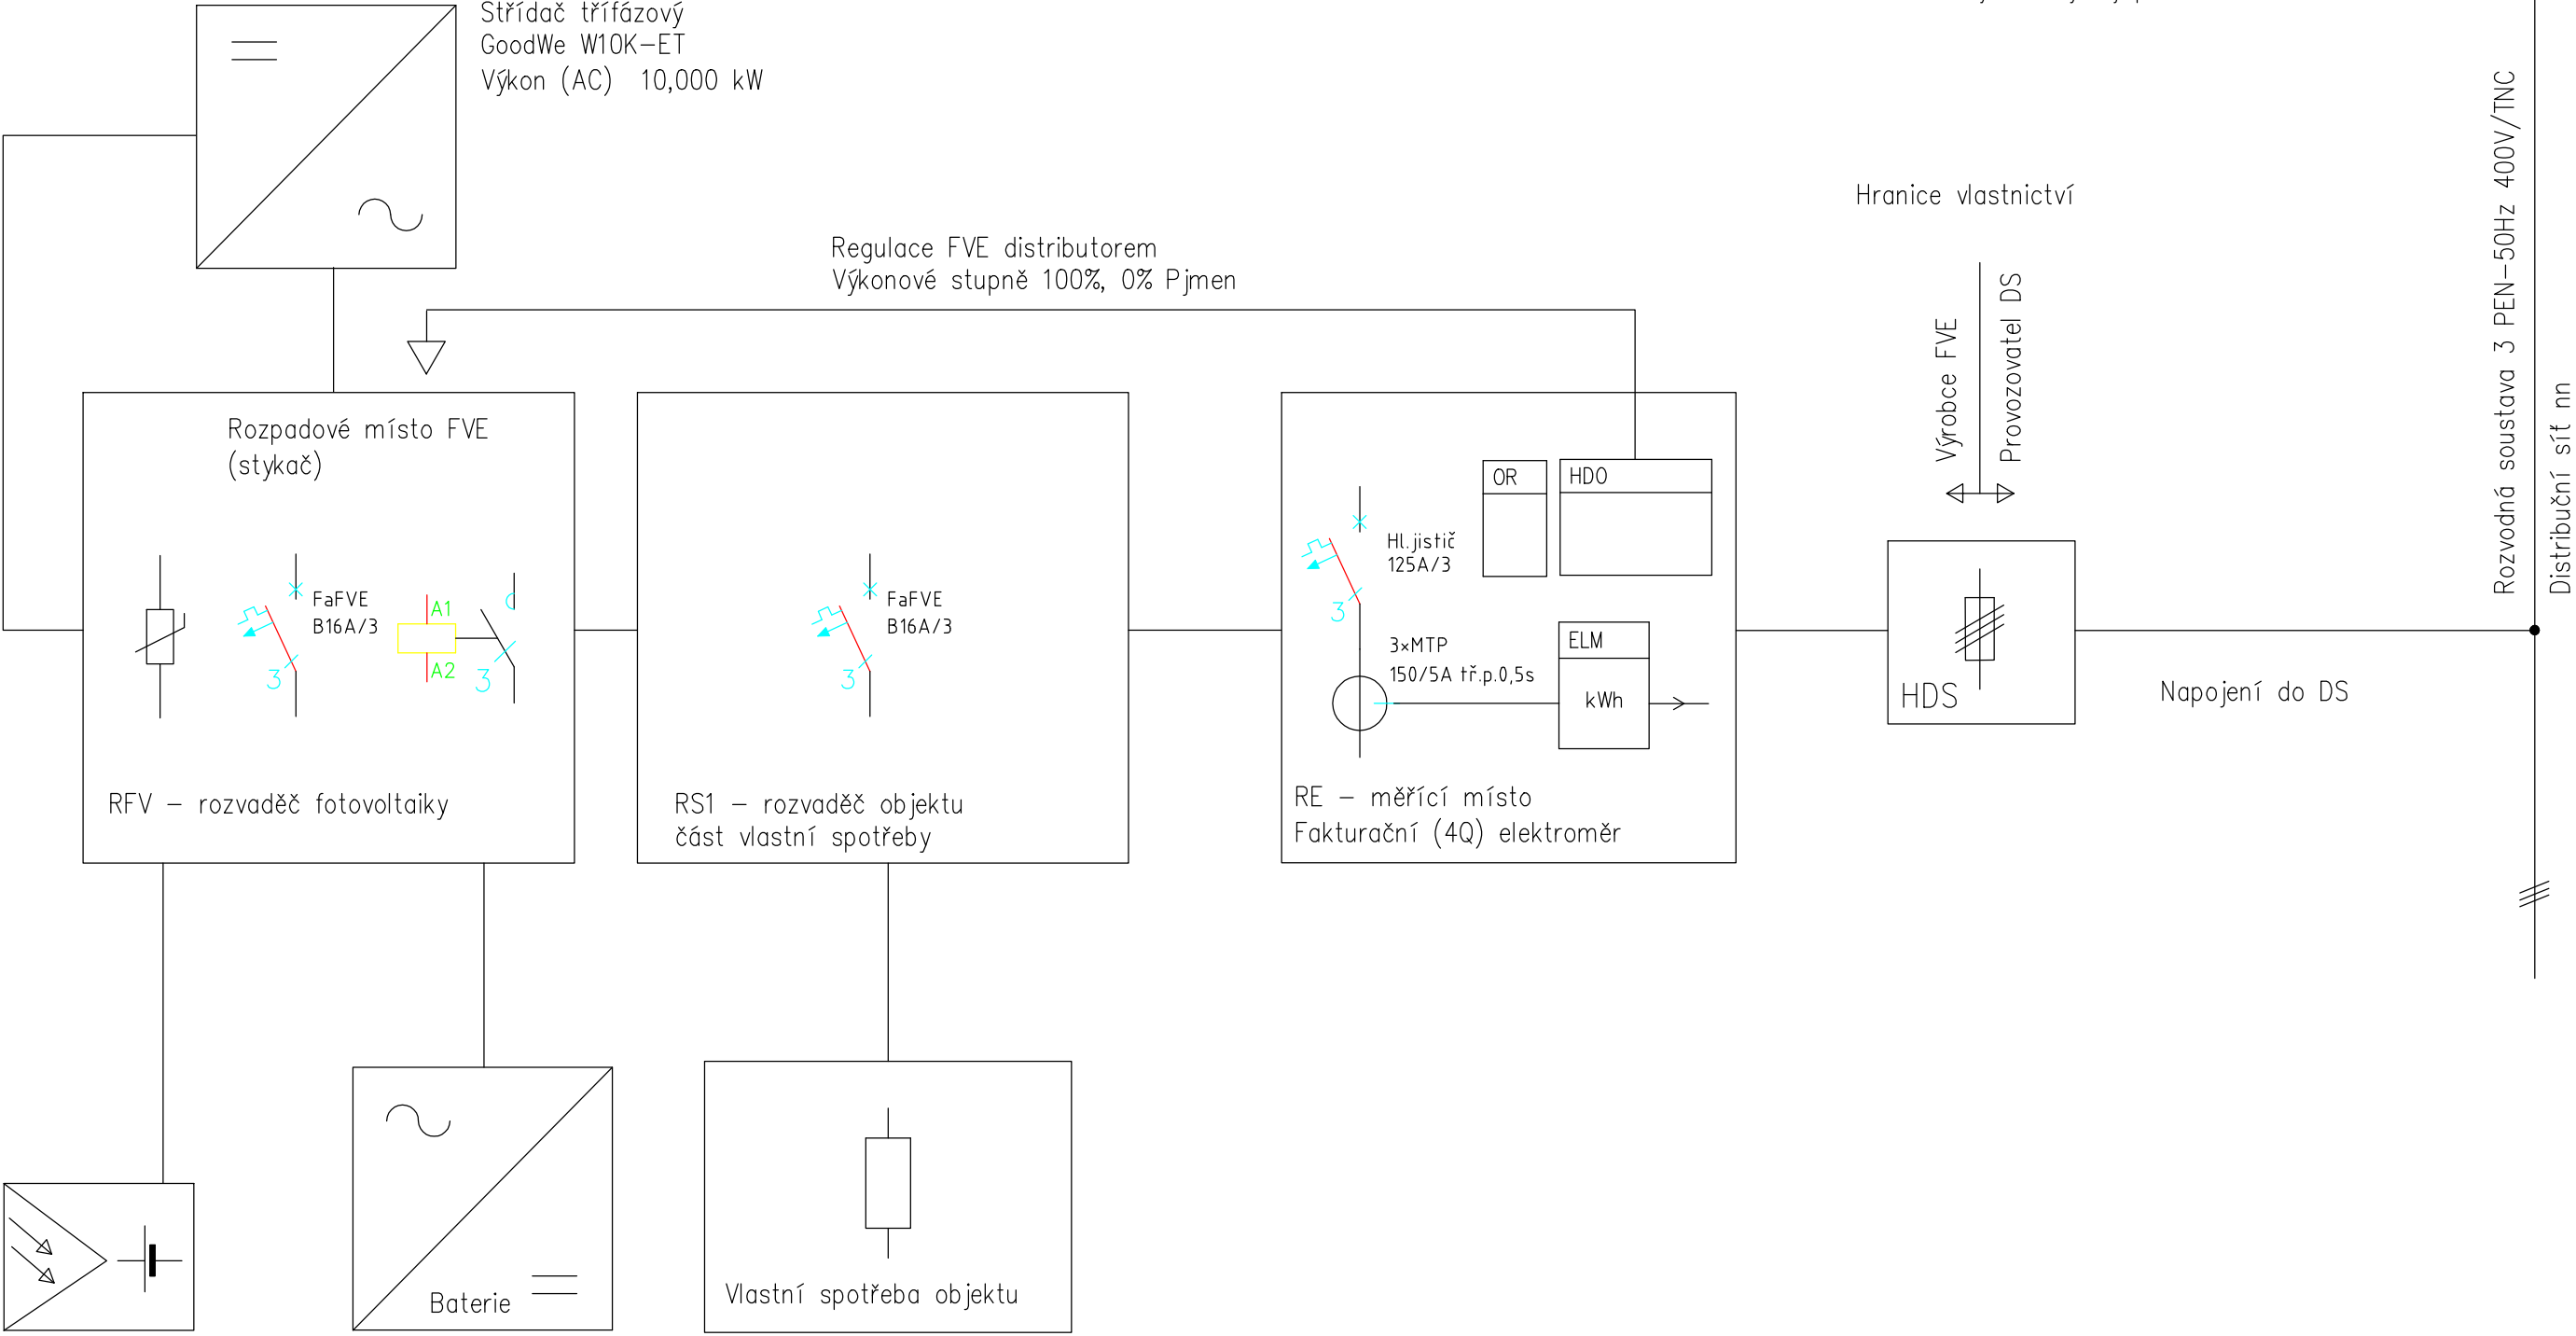 Střídač třífázový
GoodWe W10K-ET
Výkon (AC) 10,000 kW
Regulace FVE distributorem
Výkonové stupně 100%, 0% Pjmen
Hranice vlastnictví
Výrobce FVE
Provozovatel DS
Rozvodná soustava 3 PEN-50Hz 400V/TNC
Distribuční síť nn
Rozpadové místo FVE
(stykač)
FaFVE
B16A/3
3
A1
A2
3
RFV - rozvaděč fotovoltaiky
FaFVE
B16A/3
3
RS1 - rozvaděč objektu
část vlastní spotřeby
Hl.jistič
125A/3
3
OR
HDO
3×MTP
150/5A tř.p.0,5s
ELM
kWh
RE - měřící místo
Fakturační (4Q) elektroměr
HDS
Napojení do DS
Baterie
Vlastní spotřeba objektu